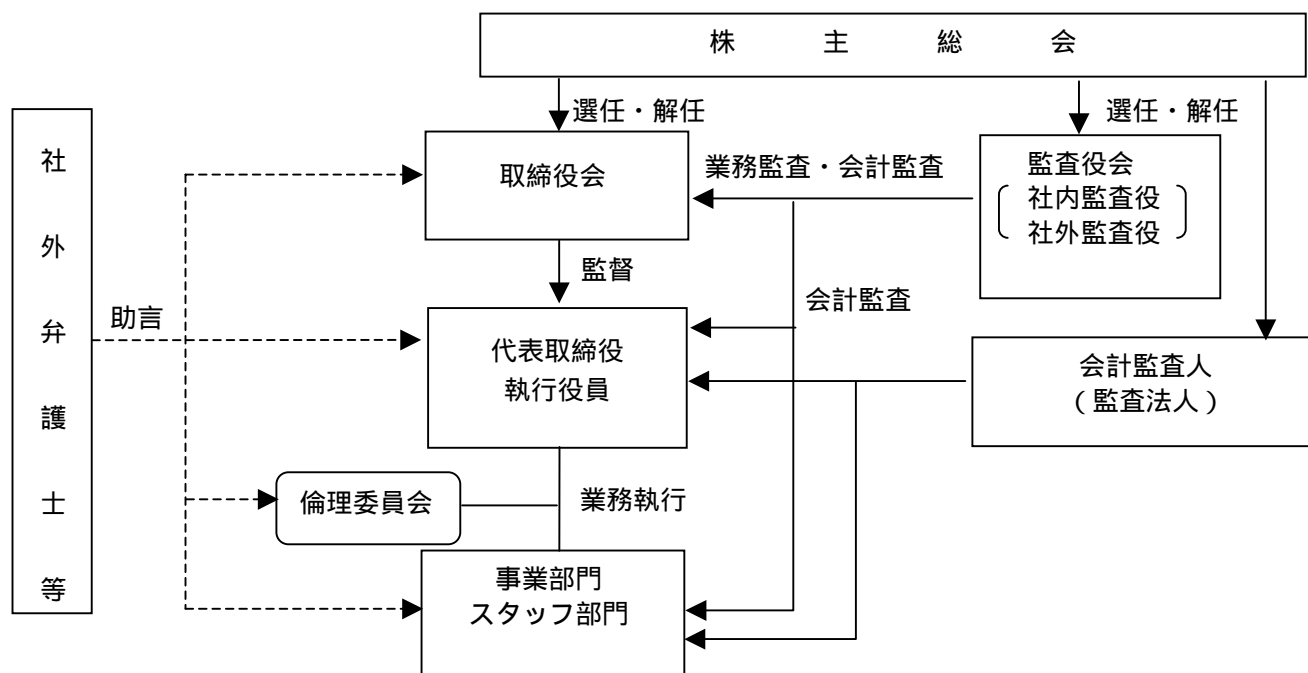 株主総会
選任・解任
選任・解任
社外弁護士等
取締役会
業務監査・会計監査
監査役会
社内監査役
社外監査役
監督
会計監査
助言
代表取締役
執行役員
会計監査人
(監査法人)
倫理委員会
業務執行
事業部門
スタッフ部門